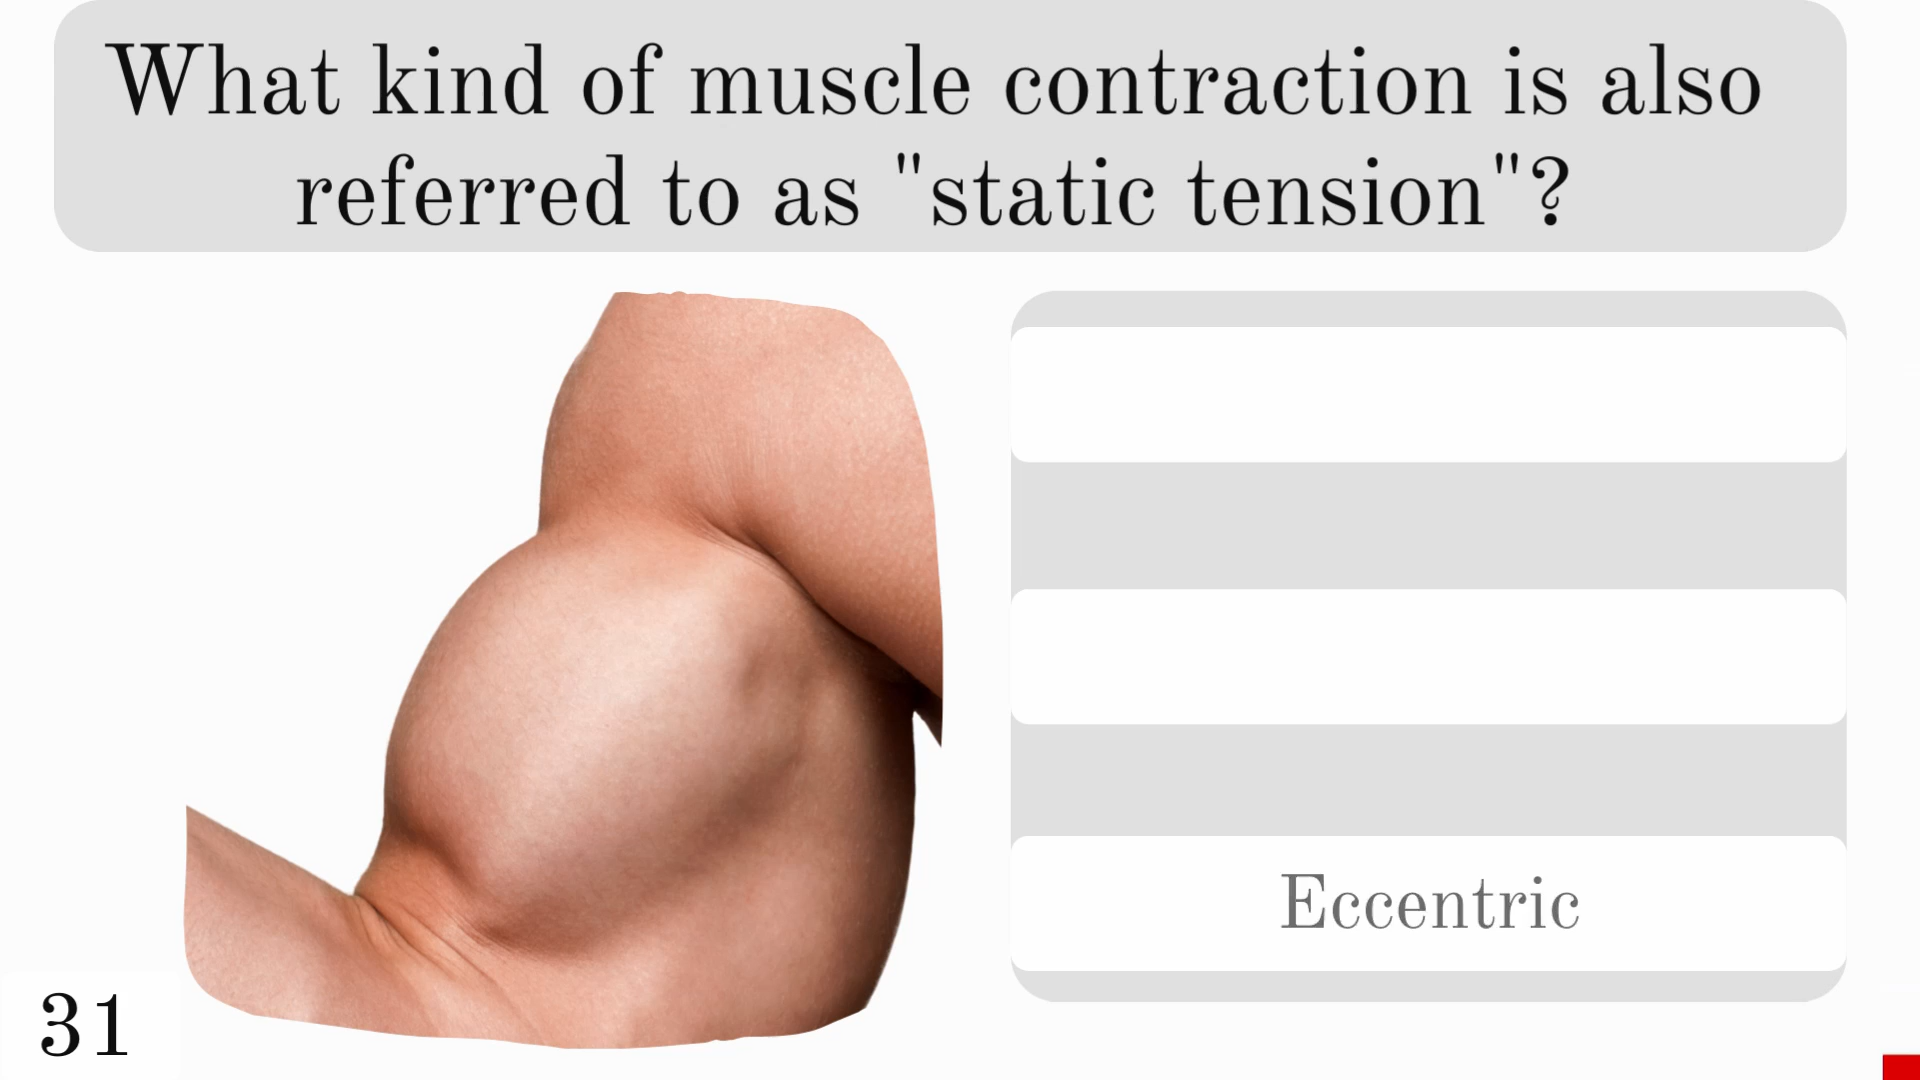 What kind of muscle contraction is also
referred to as "static tension"?
Eccentric
31